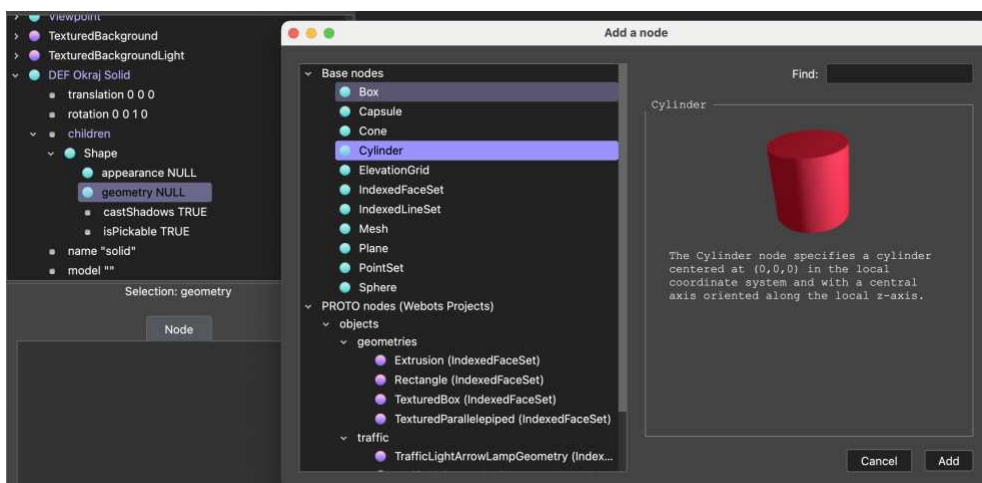 Viewpoint
TexturedBackground
TexturedBackgroundLight
DEF Okraj Solid
translation 0 0 0
rotation 0 0 1 0
children
Shape
appearance NULL
geometry NULL
castShadows TRUE
isPickable TRUE
name "solid"
model ""
Selection: geometry
Node
Add a node
Base nodes
Box
Capsule
Cone
Cylinder
ElevationGrid
IndexedFaceSet
IndexedLineSet
Mesh
Plane
PointSet
Sphere
PROTO nodes (Webots Projects)
objects
geometries
Extrusion (IndexedFaceSet)
Rectangle (IndexedFaceSet)
TexturedBox (IndexedFaceSet)
TexturedParallelepiped (IndexedFaceSet)
traffic
TrafficLightArrowLampGeometry (Index...
Find:
Cylinder
The Cylinder node specifies a cylinder
centered at (0,0,0) in the local
coordinate system and with a central
axis oriented along the local z-axis.
Cancel Add